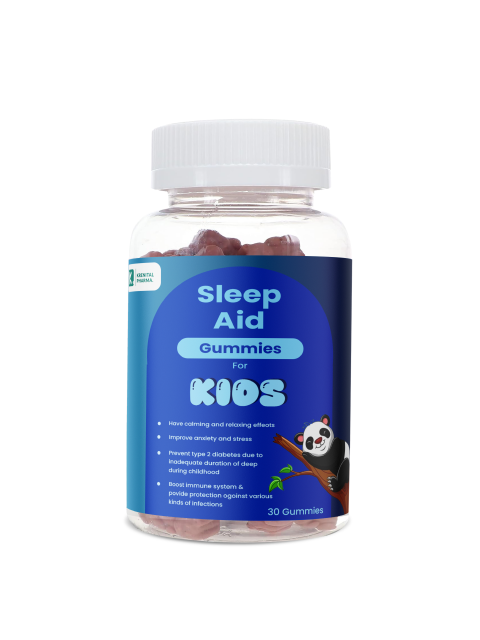 KRENITAL
PHARMA.
Sleep
Aid
Gummies
For
KIDS
Have calming and relaxing effects
Improve anxiety and stress
Prevent type 2 diabetes due to
inadequate duration of deep
during childhood
Boost immune system &
povide protection against various
kinds of infections
30 Gummies